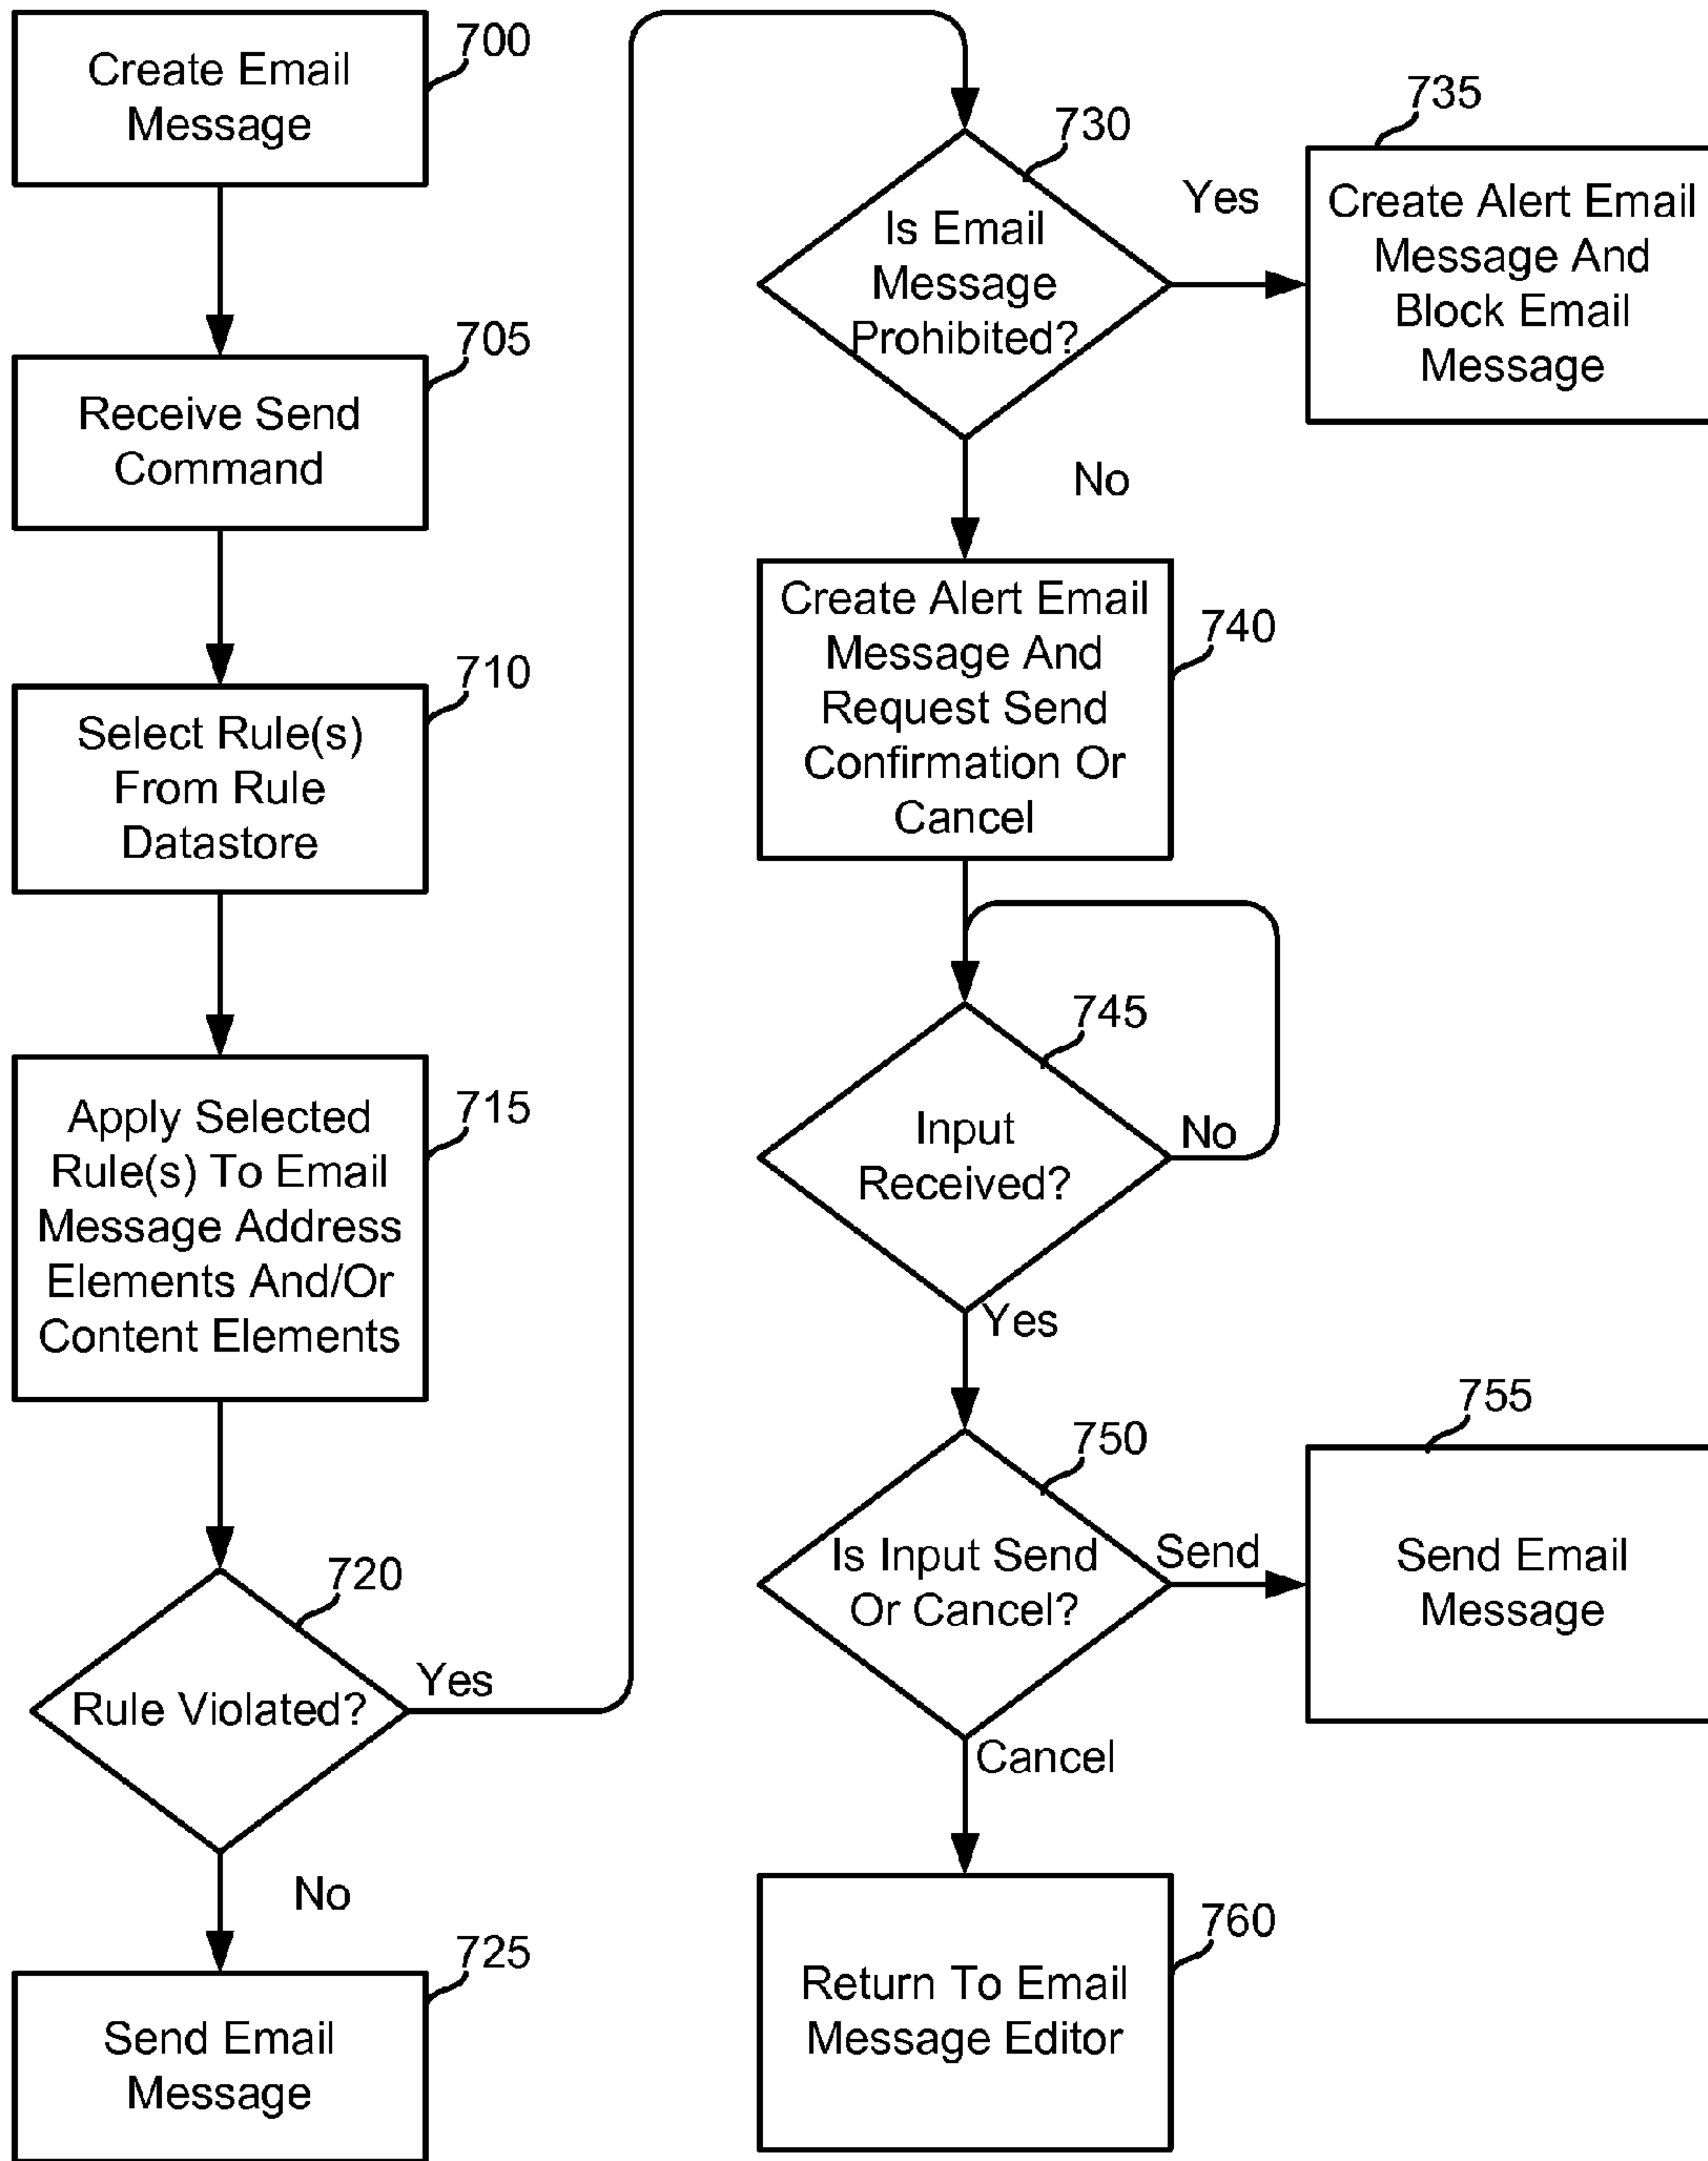 Create Email
Message
700
Receive Send
Command
705
Select Rule(s)
From Rule
Datastore
710
Apply Selected
Rule(s) To Email
Message Address
Elements And/Or
Content Elements
715
Rule Violated?
720
Yes
No
Send Email
Message
725
Is Email
Message
Prohibited?
730
Yes
No
Create Alert Email
Message And
Block Email
Message
735
Create Alert Email
Message And
Request Send
Confirmation Or
Cancel
740
Input
Received?
745
No
Yes
Is Input Send
Or Cancel?
750
Send
Cancel
Send Email
Message
755
Return To Email
Message Editor
760